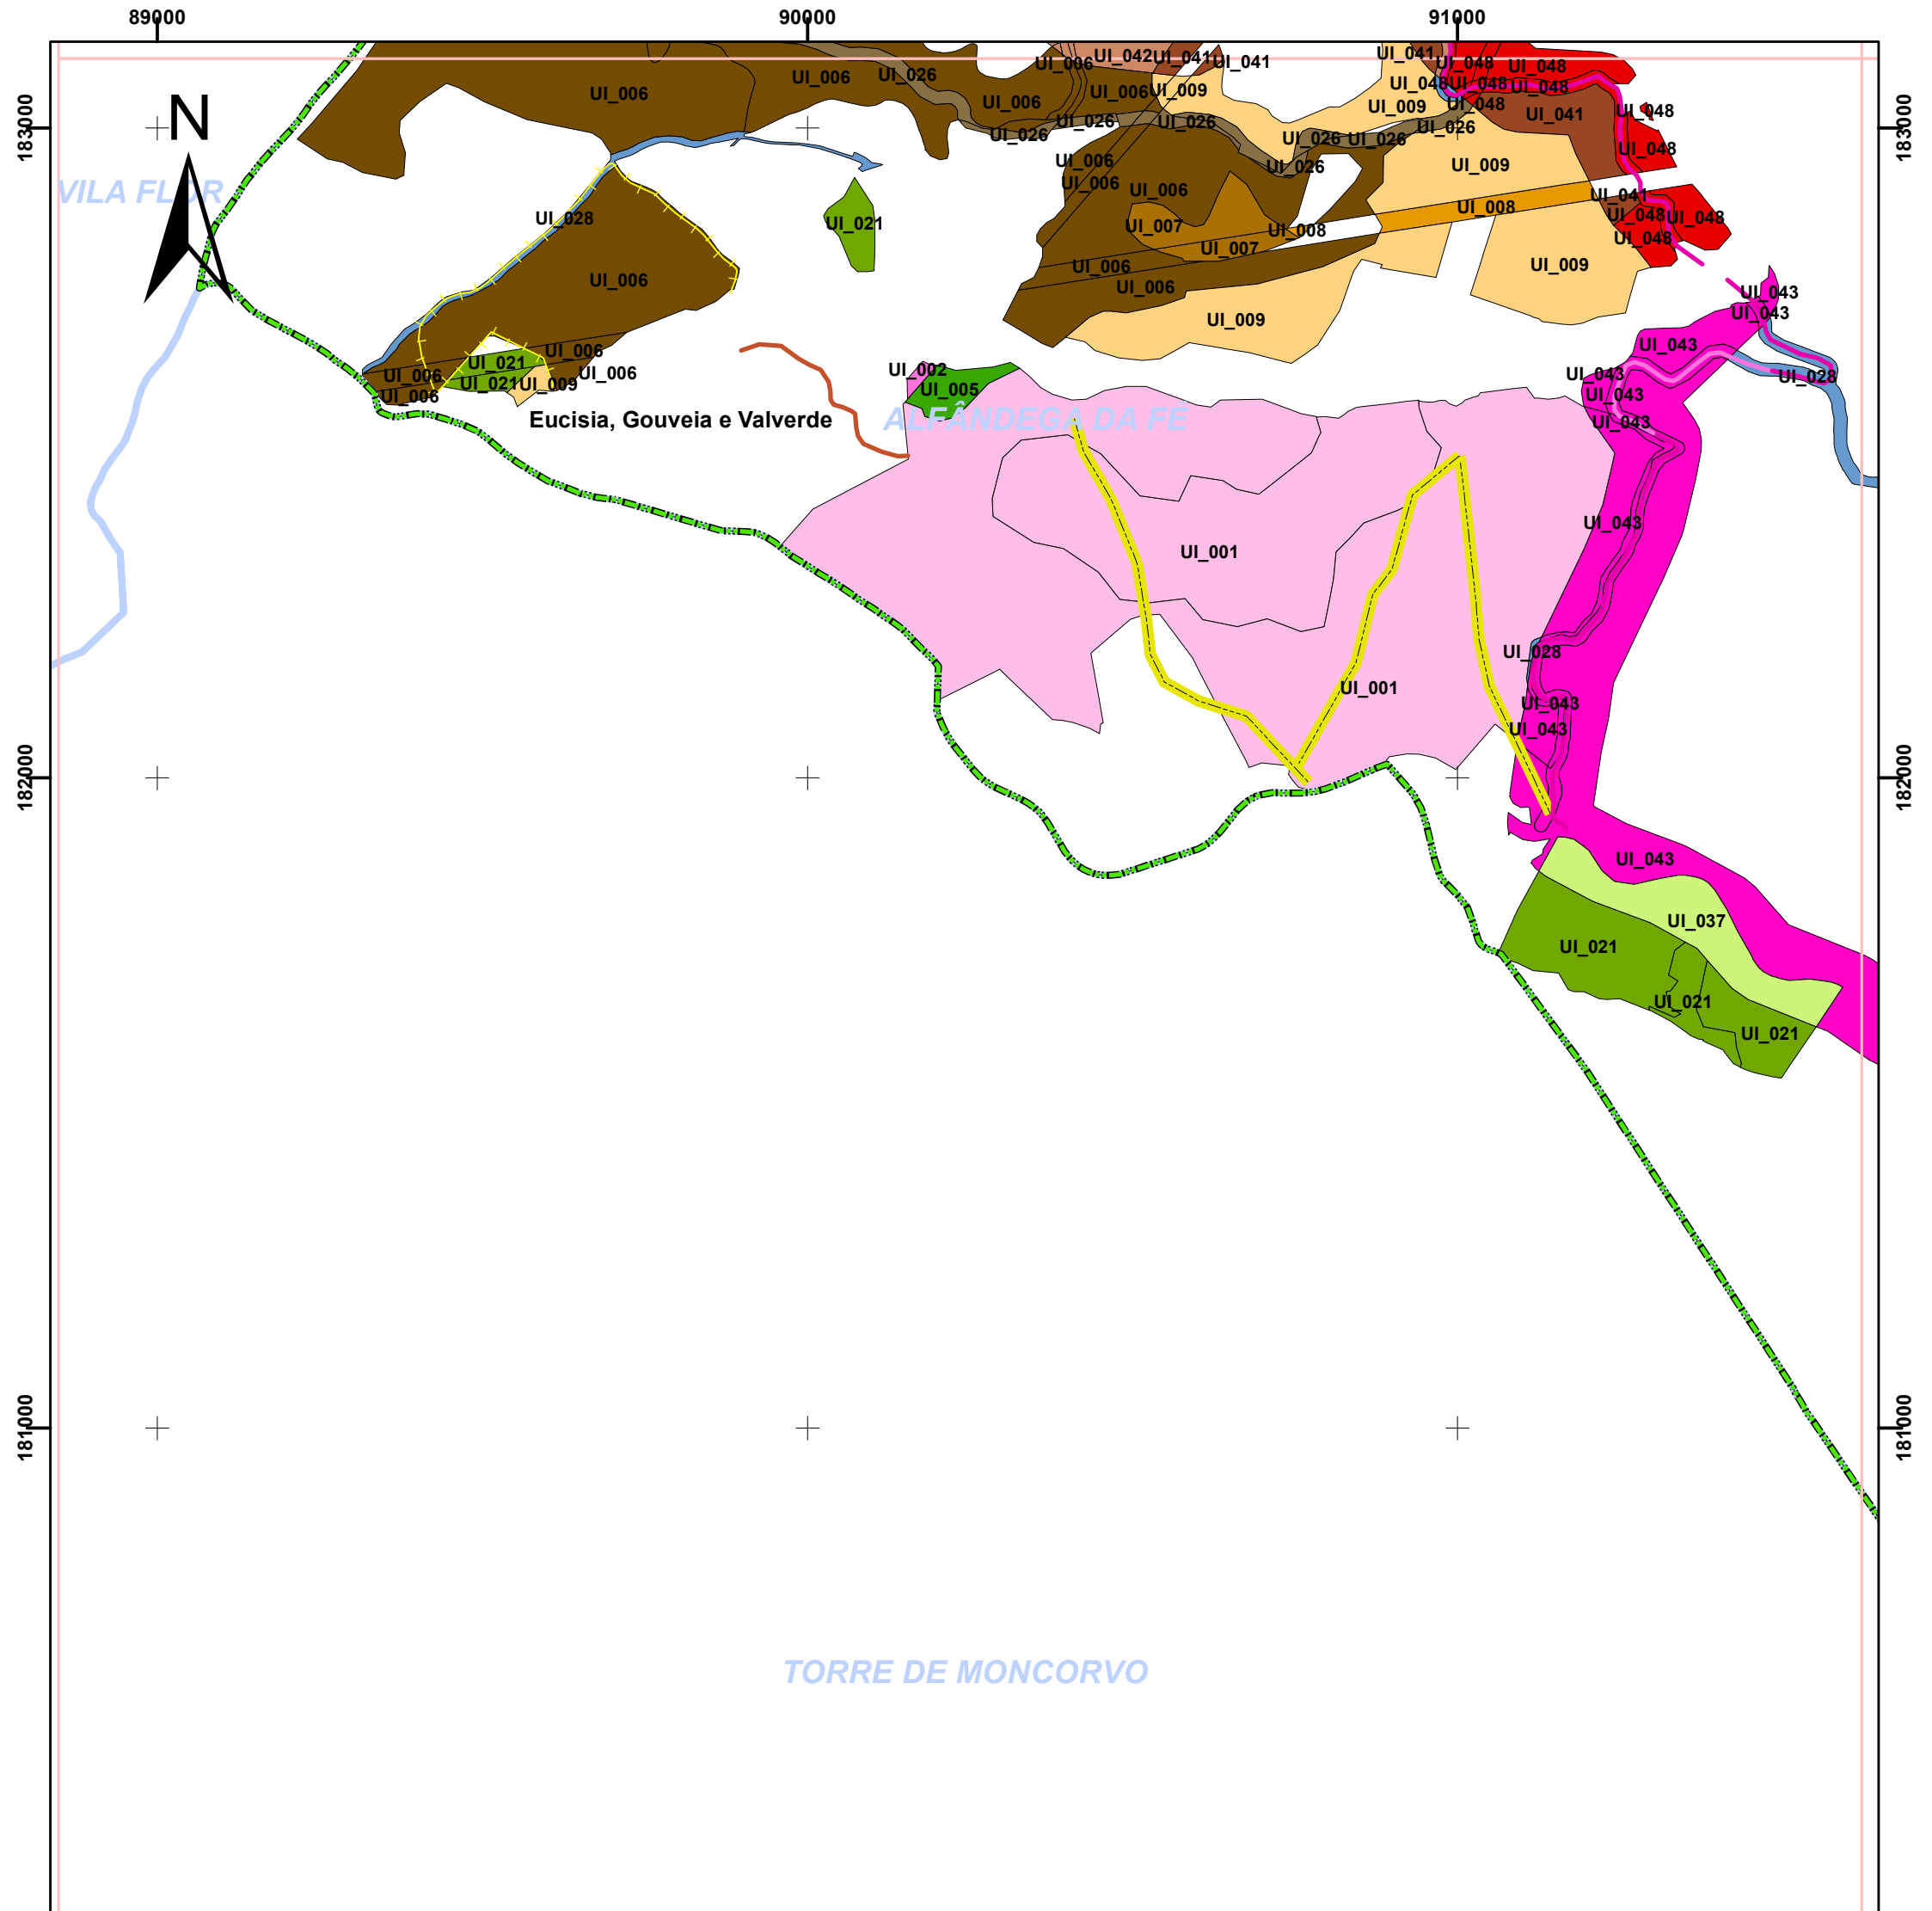 89000 90000 91000
183000 183000
N
VILA FLOR
UI_006 UI_042 UI_041 UI_041 UI_041 UI_048 UI_048
UI_006 UI_026 UI_006 UI_006 UI_009 UI_048 UI_048 UI_048
UI_006 UI_009 UI_048 UI_041 UI_048
UI_026 UI_026 UI_026 UI_026 UI_026 UI_026
UI_006 UI_026 UI_009 UI_048
UI_006 UI_006 UI_041
UI_028 UI_021 UI_007 UI_008 UI_008 UI_048 UI_048
UI_007 UI_048
UI_006 UI_006 UI_009
UI_006 UI_043
UI_009 UI_043
UI_006 UI_043
UI_021 UI_002 UI_043 UI_028
UI_006 UI_021 UI_009 UI_006 UI_005 UI_043
UI_006
Eucisia, Gouveia e Valverde
ALFÂNDEGA DA FÉ
UI_043
UI_043
UI_001
UI_028
UI_001
UI_043
UI_043
182000 182000
UI_043
UI_037
UI_021
UI_021
UI_021
181000 181000
TORRE DE MONCORVO